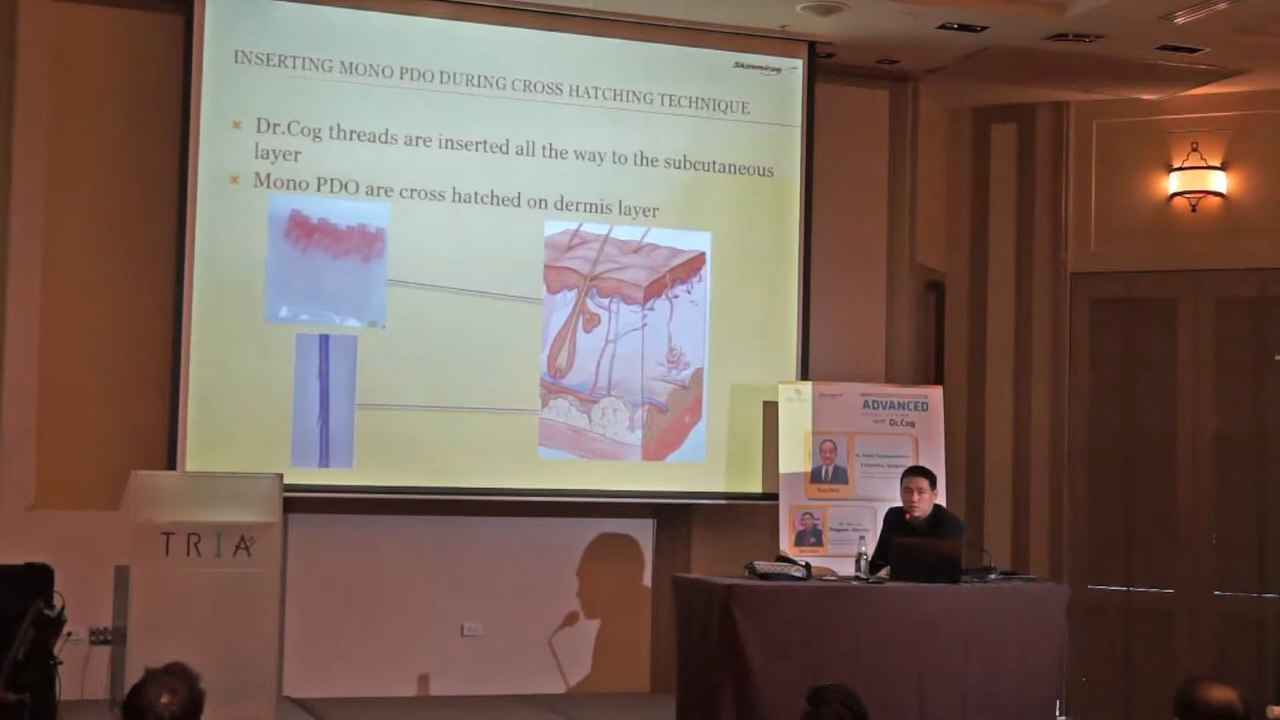 INSERTING MONO PDO DURING CROSS HATCHING TECHNIQUE
Dr.Cog threads are inserted all the way to the subcutaneous
layer
Mono PDO are cross hatched on dermis layer
TRIA
ADVANCED
with Dr.Cog